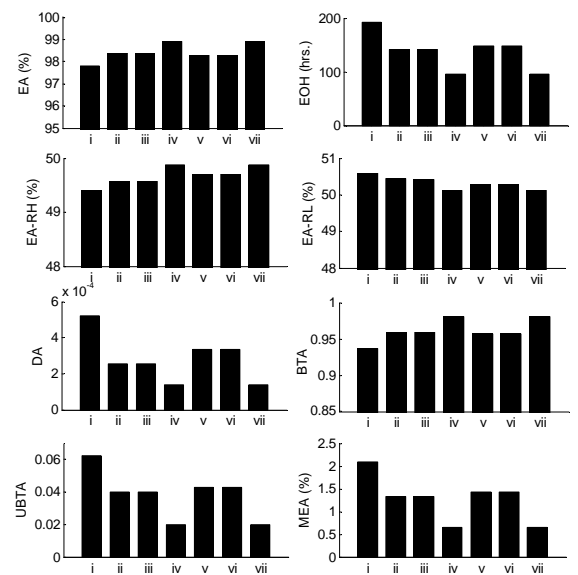 EA (%)
100
99
98
97
96
95
i ii iii iv v vi vii
EOH (hrs.)
200
100
0
i ii iii iv v vi vii
EA-RH (%)
50
49
48
i ii iii iv v vi vii
EA-RL (%)
51
50
49
48
i ii iii iv v vi vii
x 10-4
DA
6
4
2
0
i ii iii iv v vi vii
BTA
1
0.95
0.9
0.85
i ii iii iv v vi vii
UBTA
0.06
0.04
0.02
0
i ii iii iv v vi vii
MEA (%)
2.5
2
1.5
1
0.5
0
i ii iii iv v vi vii